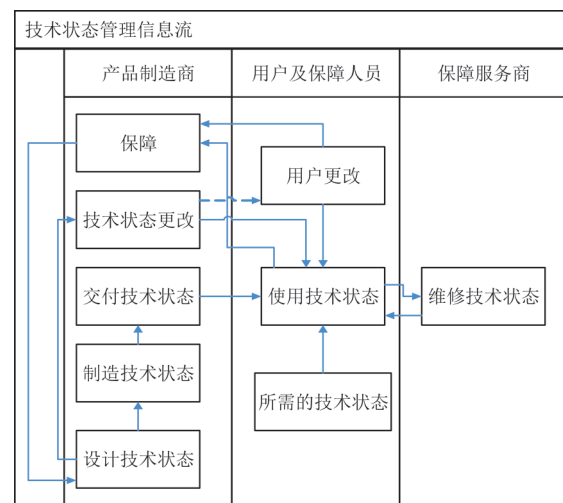 技术状态管理信息流
产品制造商
用户及保障人员
保障服务商
保障
用户更改
技术状态更改
交付技术状态
使用技术状态
维修技术状态
制造技术状态
所需的技术状态
设计技术状态